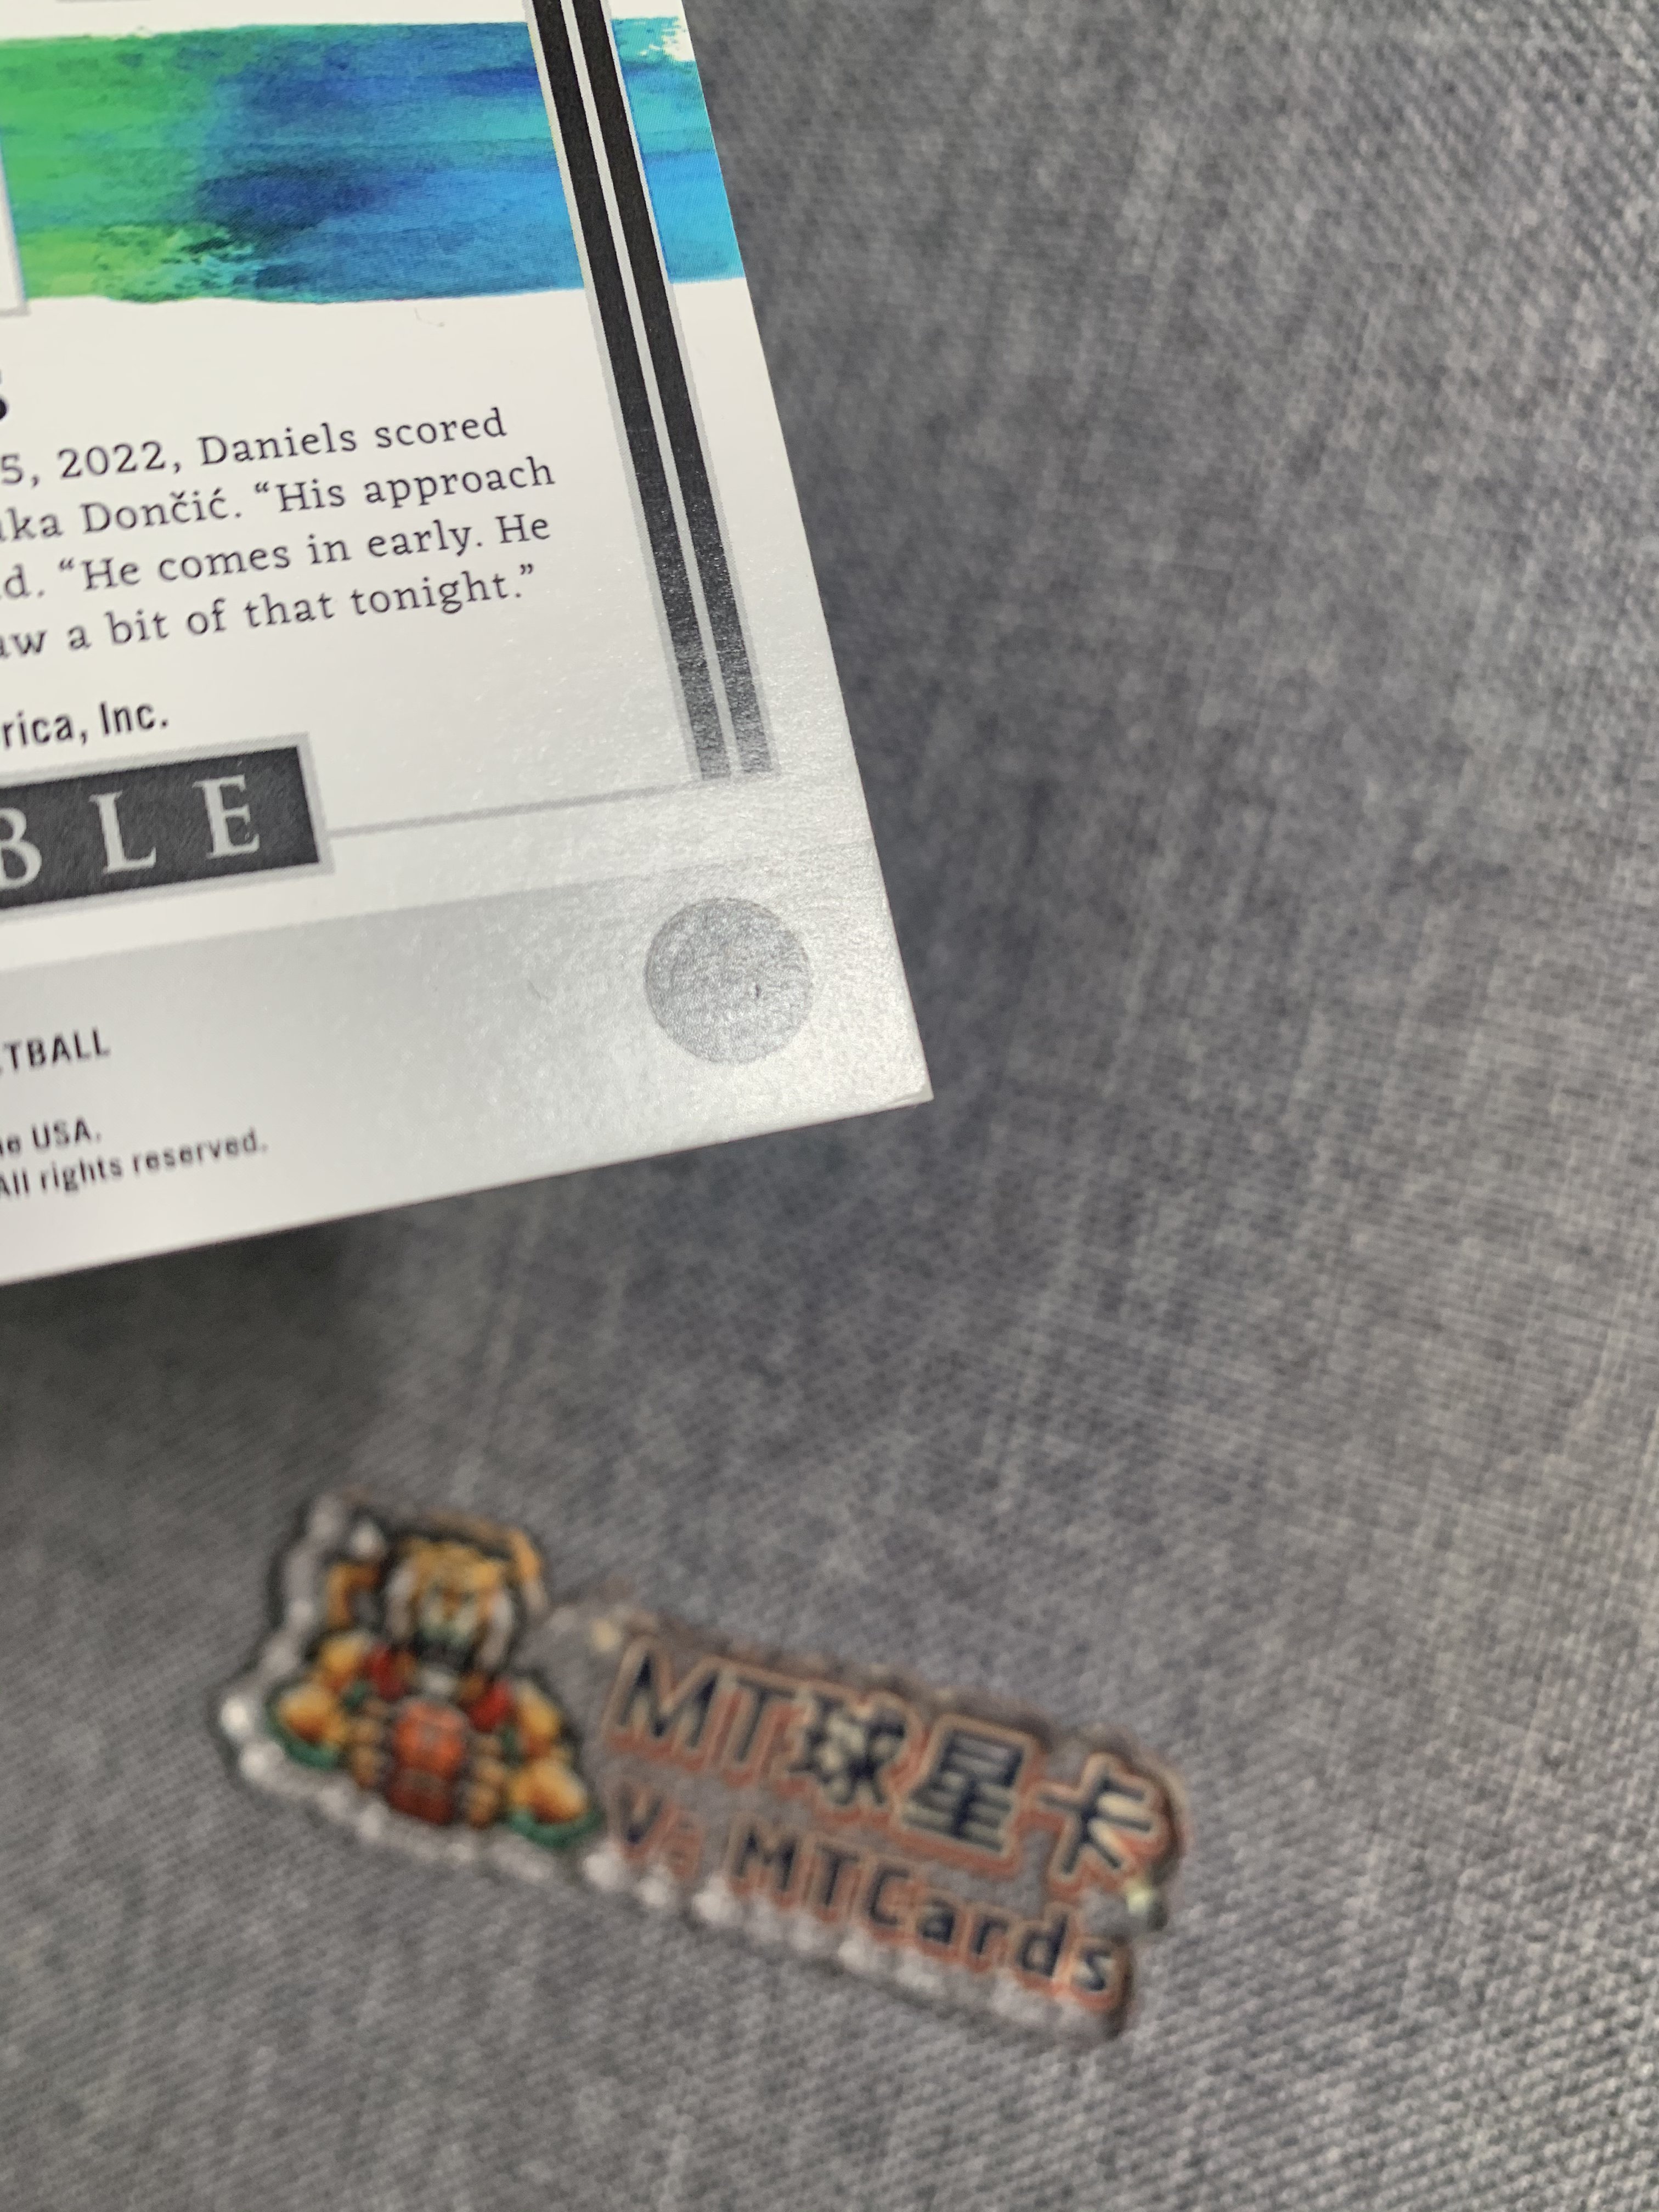 5, 2022, Daniels scored
ka Dončić. “His approach
d. “He comes in early. He
aw a bit of that tonight.”
rica, Inc.
BLE
TBALL
e USA.
All rights reserved.
MT球星卡
Va MTCards